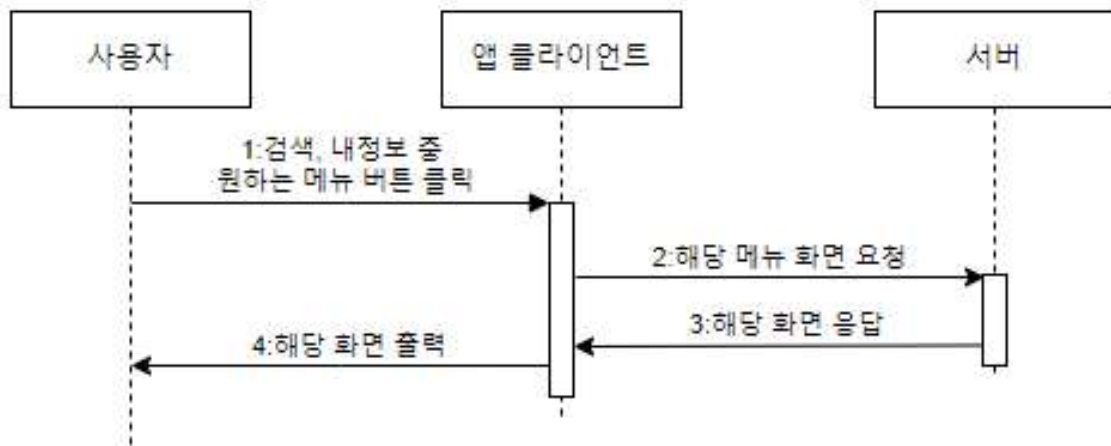 사용자
앱 클라이언트
서버
1:검색, 내정보 중
원하는 메뉴 버튼 클릭
2:해당 메뉴 화면 요청
3:해당 화면 응답
4:해당 화면 출력